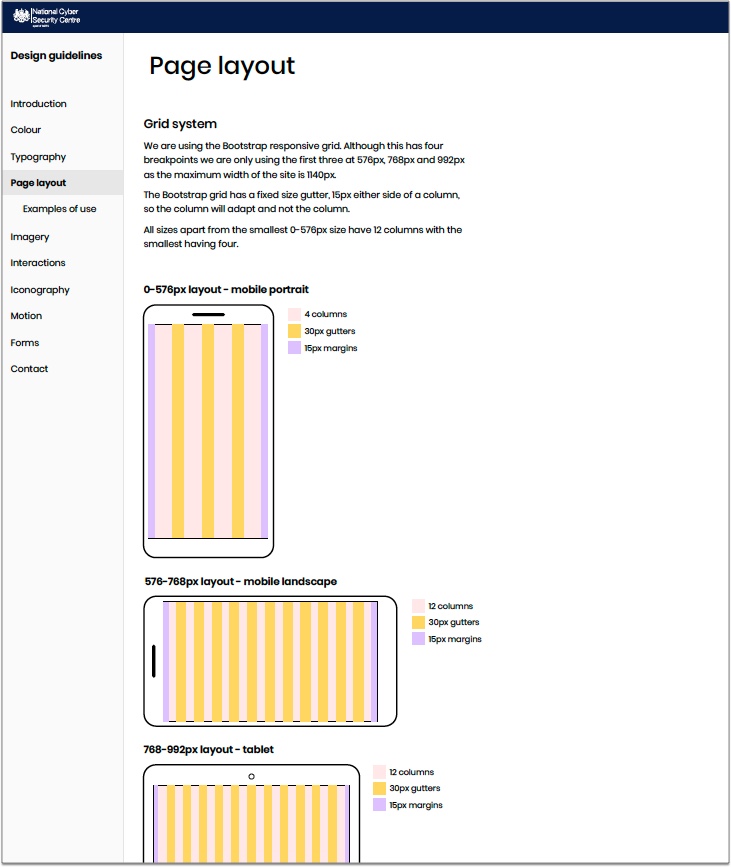 National Cyber
Security Centre
Design guidelines
Introduction
Colour
Typography
Page layout
Examples of use
Imagery
Interactions
Iconography
Motion
Forms
Contact
Page layout
Grid system
We are using the Bootstrap responsive grid. Although this has four
breakpoints we are only using the first three at 576px, 768px and 992px
as the maximum width of the site is 1140px.
The Bootstrap grid has a fixed size gutter, 15px either side of a column,
so the column will adapt and not the column.
All sizes apart from the smallest 0-576px size have 12 columns with the
smallest having four.
0-576px layout - mobile portrait
4 columns
30px gutters
15px margins
576-768px layout - mobile landscape
12 columns
30px gutters
15px margins
768-992px layout - tablet
12 columns
30px gutters
15px margins